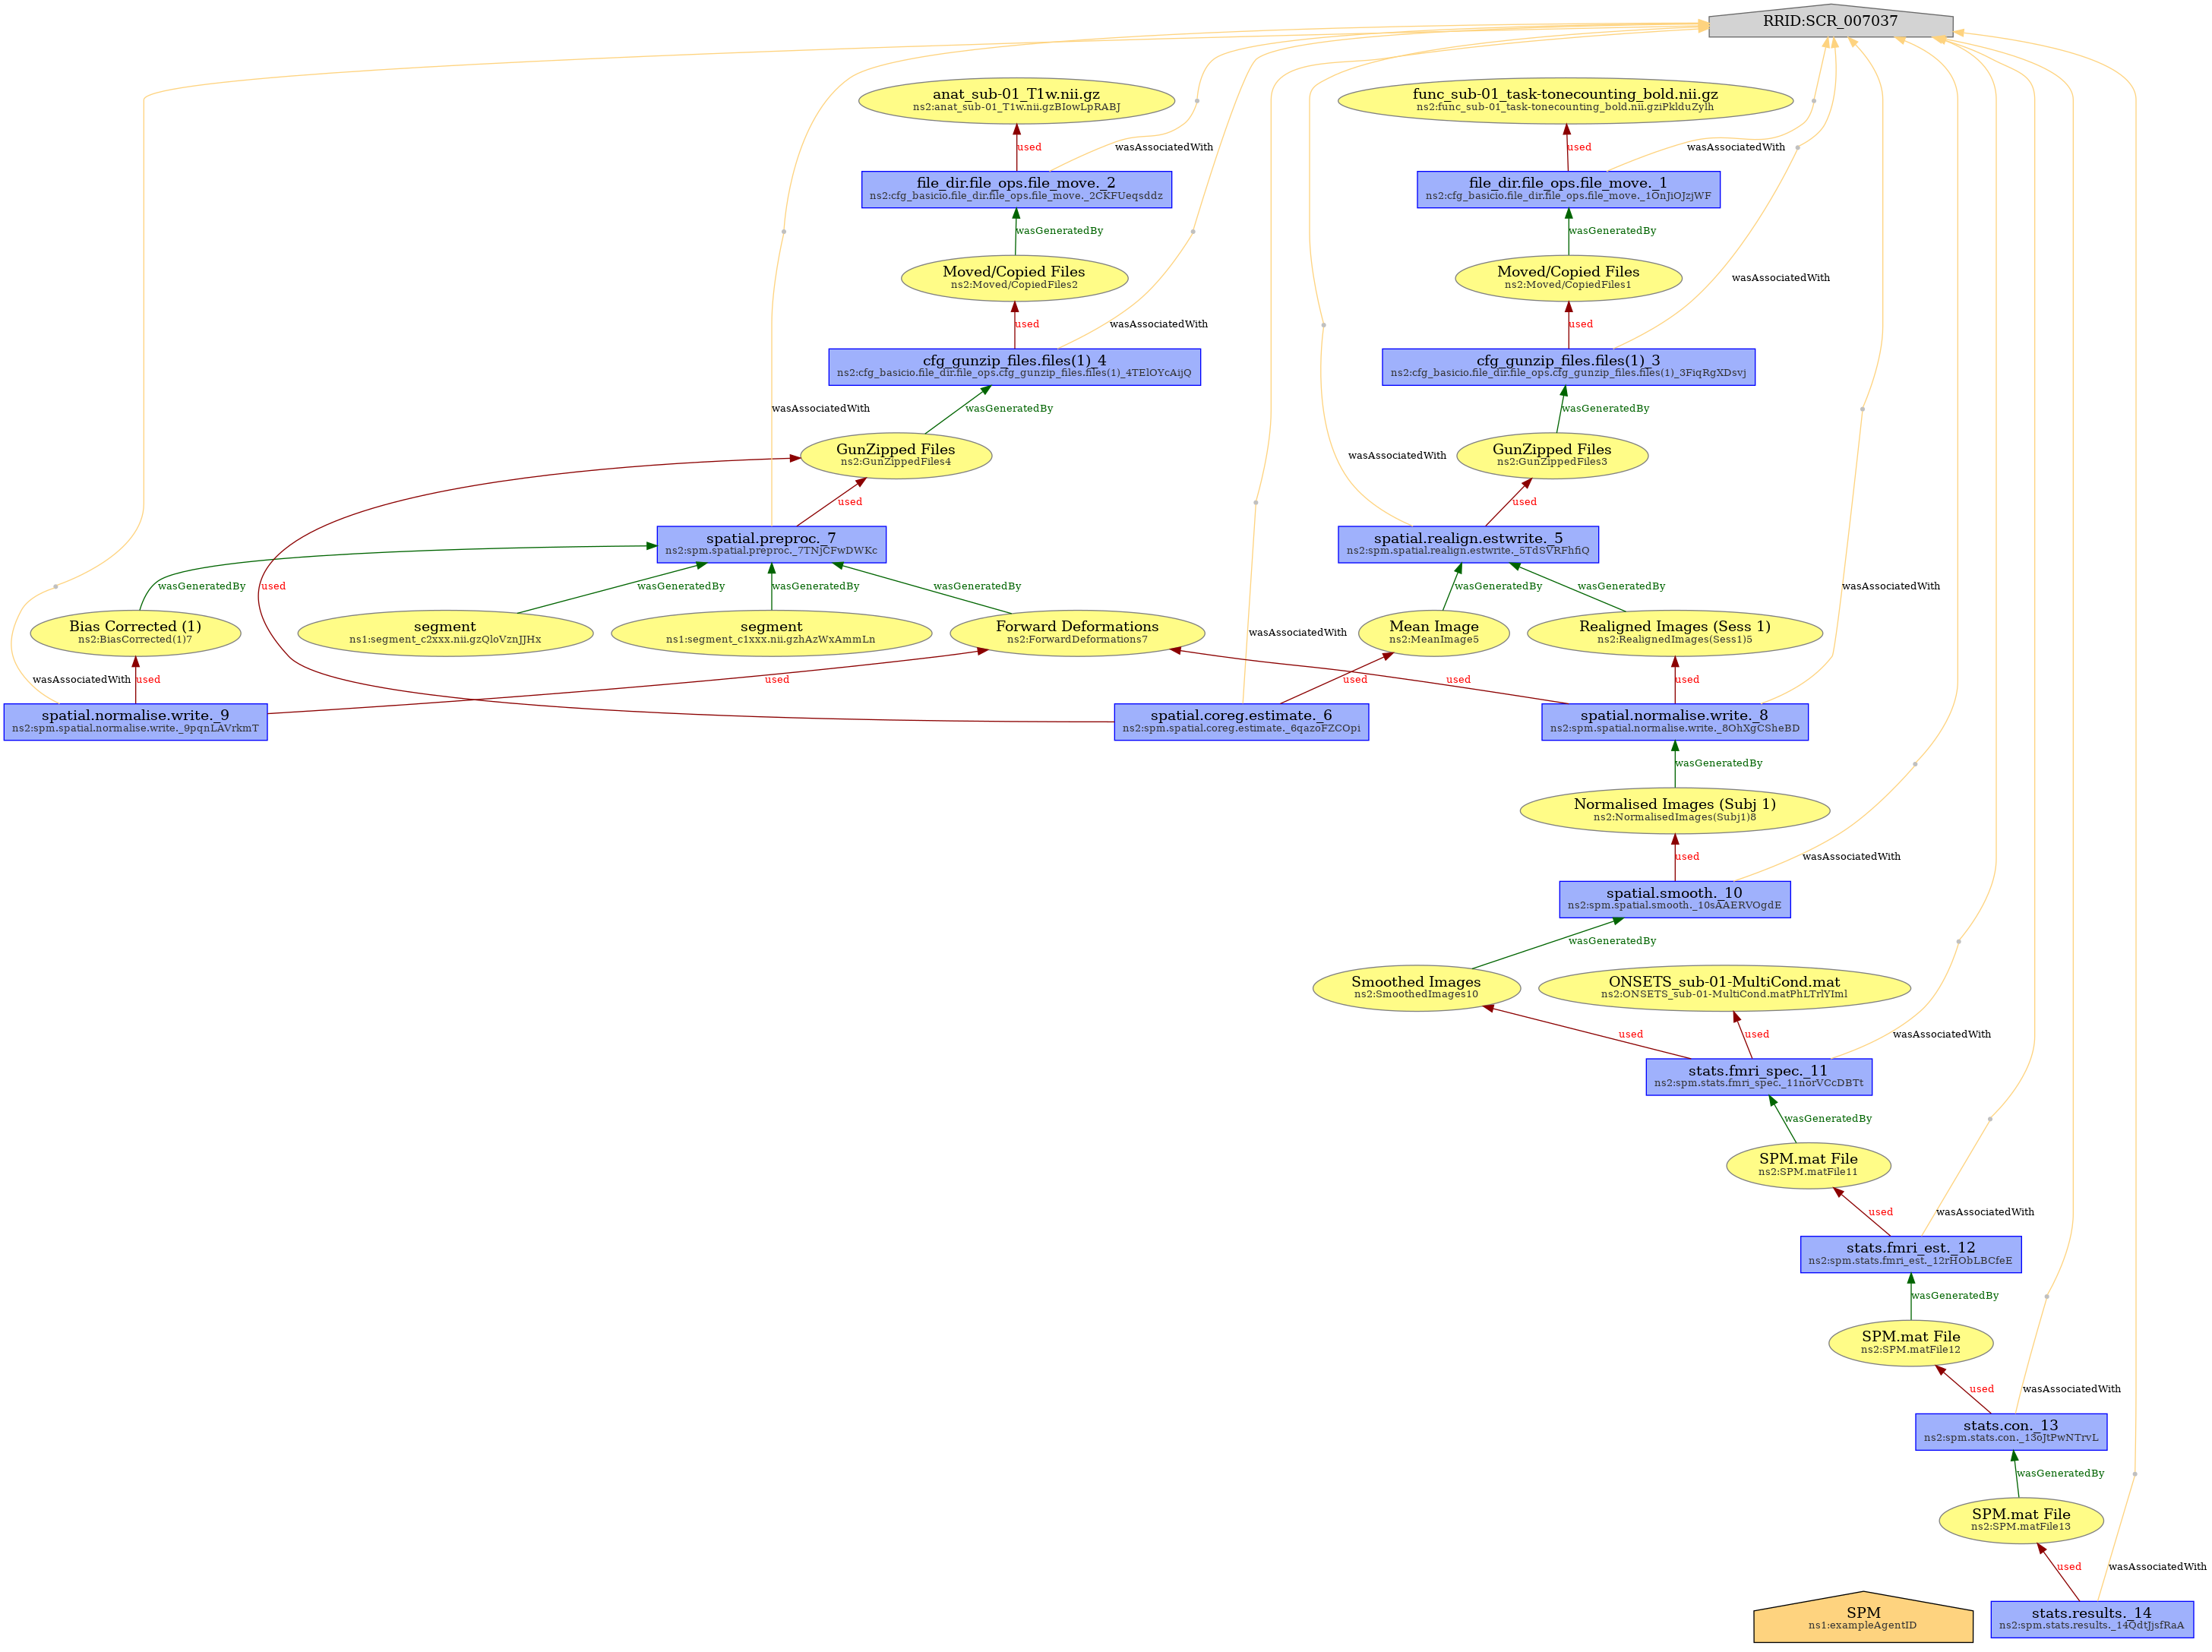 RRID:SCR_007037
anat_sub-01_T1w.nii.gz
ns2:anat_sub-01_T1w.nii.gzBIowLpRABJ
func_sub-01_task-tonecounting_bold.nii.gz
ns2:func_sub-01_task-tonecounting_bold.nii.gziPklduZylh
used
wasAssociatedWith
used
wasAssociatedWith
file_dir.file_ops.file_move._2
ns2:cfg_basicio.file_dir.file_ops.file_move._2CKFUeqsddz
file_dir.file_ops.file_move._1
ns2:cfg_basicio.file_dir.file_ops.file_move._1OnJiOJzjWF
wasGeneratedBy
wasGeneratedBy
Moved/Copied Files
ns2:Moved/CopiedFiles2
Moved/Copied Files
ns2:Moved/CopiedFiles1
wasAssociatedWith
used
wasAssociatedWith
used
cfg_gunzip_files.files(1)_4
ns2:cfg_basicio.file_dir.file_ops.cfg_gunzip_files.files(1)_4TElOYcAijQ
cfg_gunzip_files.files(1)_3
ns2:cfg_basicio.file_dir.file_ops.cfg_gunzip_files.files(1)_3FiqRgXDsvj
wasAssociatedWith
wasGeneratedBy
wasGeneratedBy
GunZipped Files
ns2:GunZippedFiles4
wasAssociatedWith
GunZipped Files
ns2:GunZippedFiles3
used
used
spatial.preproc._7
ns2:spm.spatial.preproc._7TNjCFwDWKc
spatial.realign.estwrite._5
ns2:spm.spatial.realign.estwrite._5TdSVRFhfiQ
wasGeneratedBy
used
wasGeneratedBy
wasGeneratedBy
wasGeneratedBy
wasGeneratedBy
wasGeneratedBy
wasAssociatedWith
Bias Corrected (1)
ns2:BiasCorrected(1)7
segment
ns1:segment_c2xxx.nii.gzQloVznJJHx
segment
ns1:segment_c1xxx.nii.gzhAzWxAmmLn
Forward Deformations
ns2:ForwardDeformations7
wasAssociatedWith
Mean Image
ns2:MeanImage5
Realigned Images (Sess 1)
ns2:RealignedImages(Sess1)5
wasAssociatedWith
used
used
used
used
used
spatial.normalise.write._9
ns2:spm.spatial.normalise.write._9pqnLAVrkmT
spatial.coreg.estimate._6
ns2:spm.spatial.coreg.estimate._6qazoFZCOpi
spatial.normalise.write._8
ns2:spm.spatial.normalise.write._8OhXgCSheBD
wasGeneratedBy
Normalised Images (Subj 1)
ns2:NormalisedImages(Subj1)8
used
wasAssociatedWith
spatial.smooth._10
ns2:spm.spatial.smooth._10sAAERVOgdE
wasGeneratedBy
Smoothed Images
ns2:SmoothedImages10
ONSETS_sub-01-MultiCond.mat
ns2:ONSETS_sub-01-MultiCond.matPhLTrlYIml
used
used
wasAssociatedWith
stats.fmri_spec._11
ns2:spm.stats.fmri_spec._11norVCcDBTt
wasGeneratedBy
SPM.mat File
ns2:SPM.matFile11
used
wasAssociatedWith
stats.fmri_est._12
ns2:spm.stats.fmri_est._12rHObLBCfeE
wasGeneratedBy
SPM.mat File
ns2:SPM.matFile12
used
wasAssociatedWith
stats.con._13
ns2:spm.stats.con._13oJtPwNTrvL
wasGeneratedBy
SPM.mat File
ns2:SPM.matFile13
used
wasAssociatedWith
SPM
ns1:exampleAgentID
stats.results._14
ns2:spm.stats.results._14QdtJjsfRaA